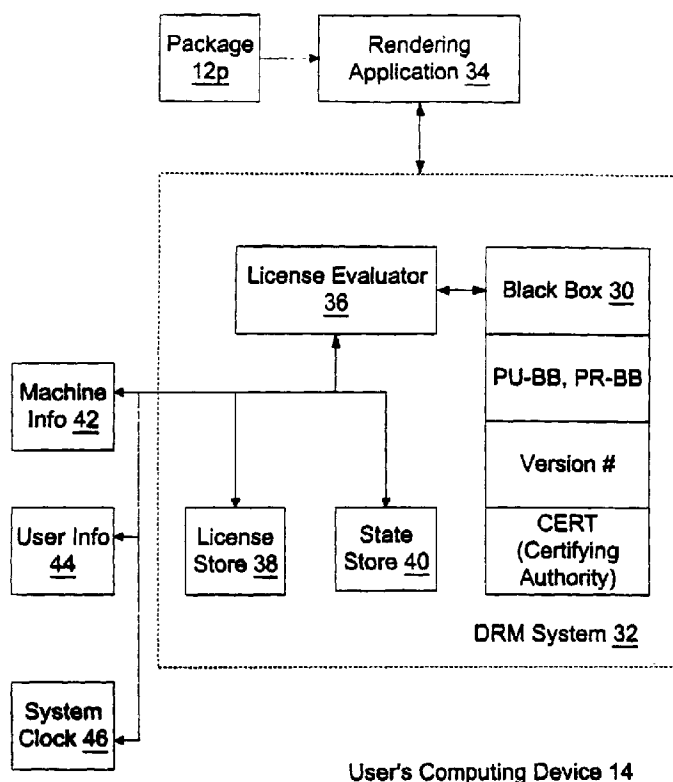 Package
12p
Rendering
Application 34
License Evaluator
36
Black Box 30
PU-BB, PR-BB
Version #
CERT
(Certifying
Authority)
Machine
Info 42
User Info
44
System
Clock 46
License
Store 38
State
Store 40
DRM System 32
User's Computing Device 14